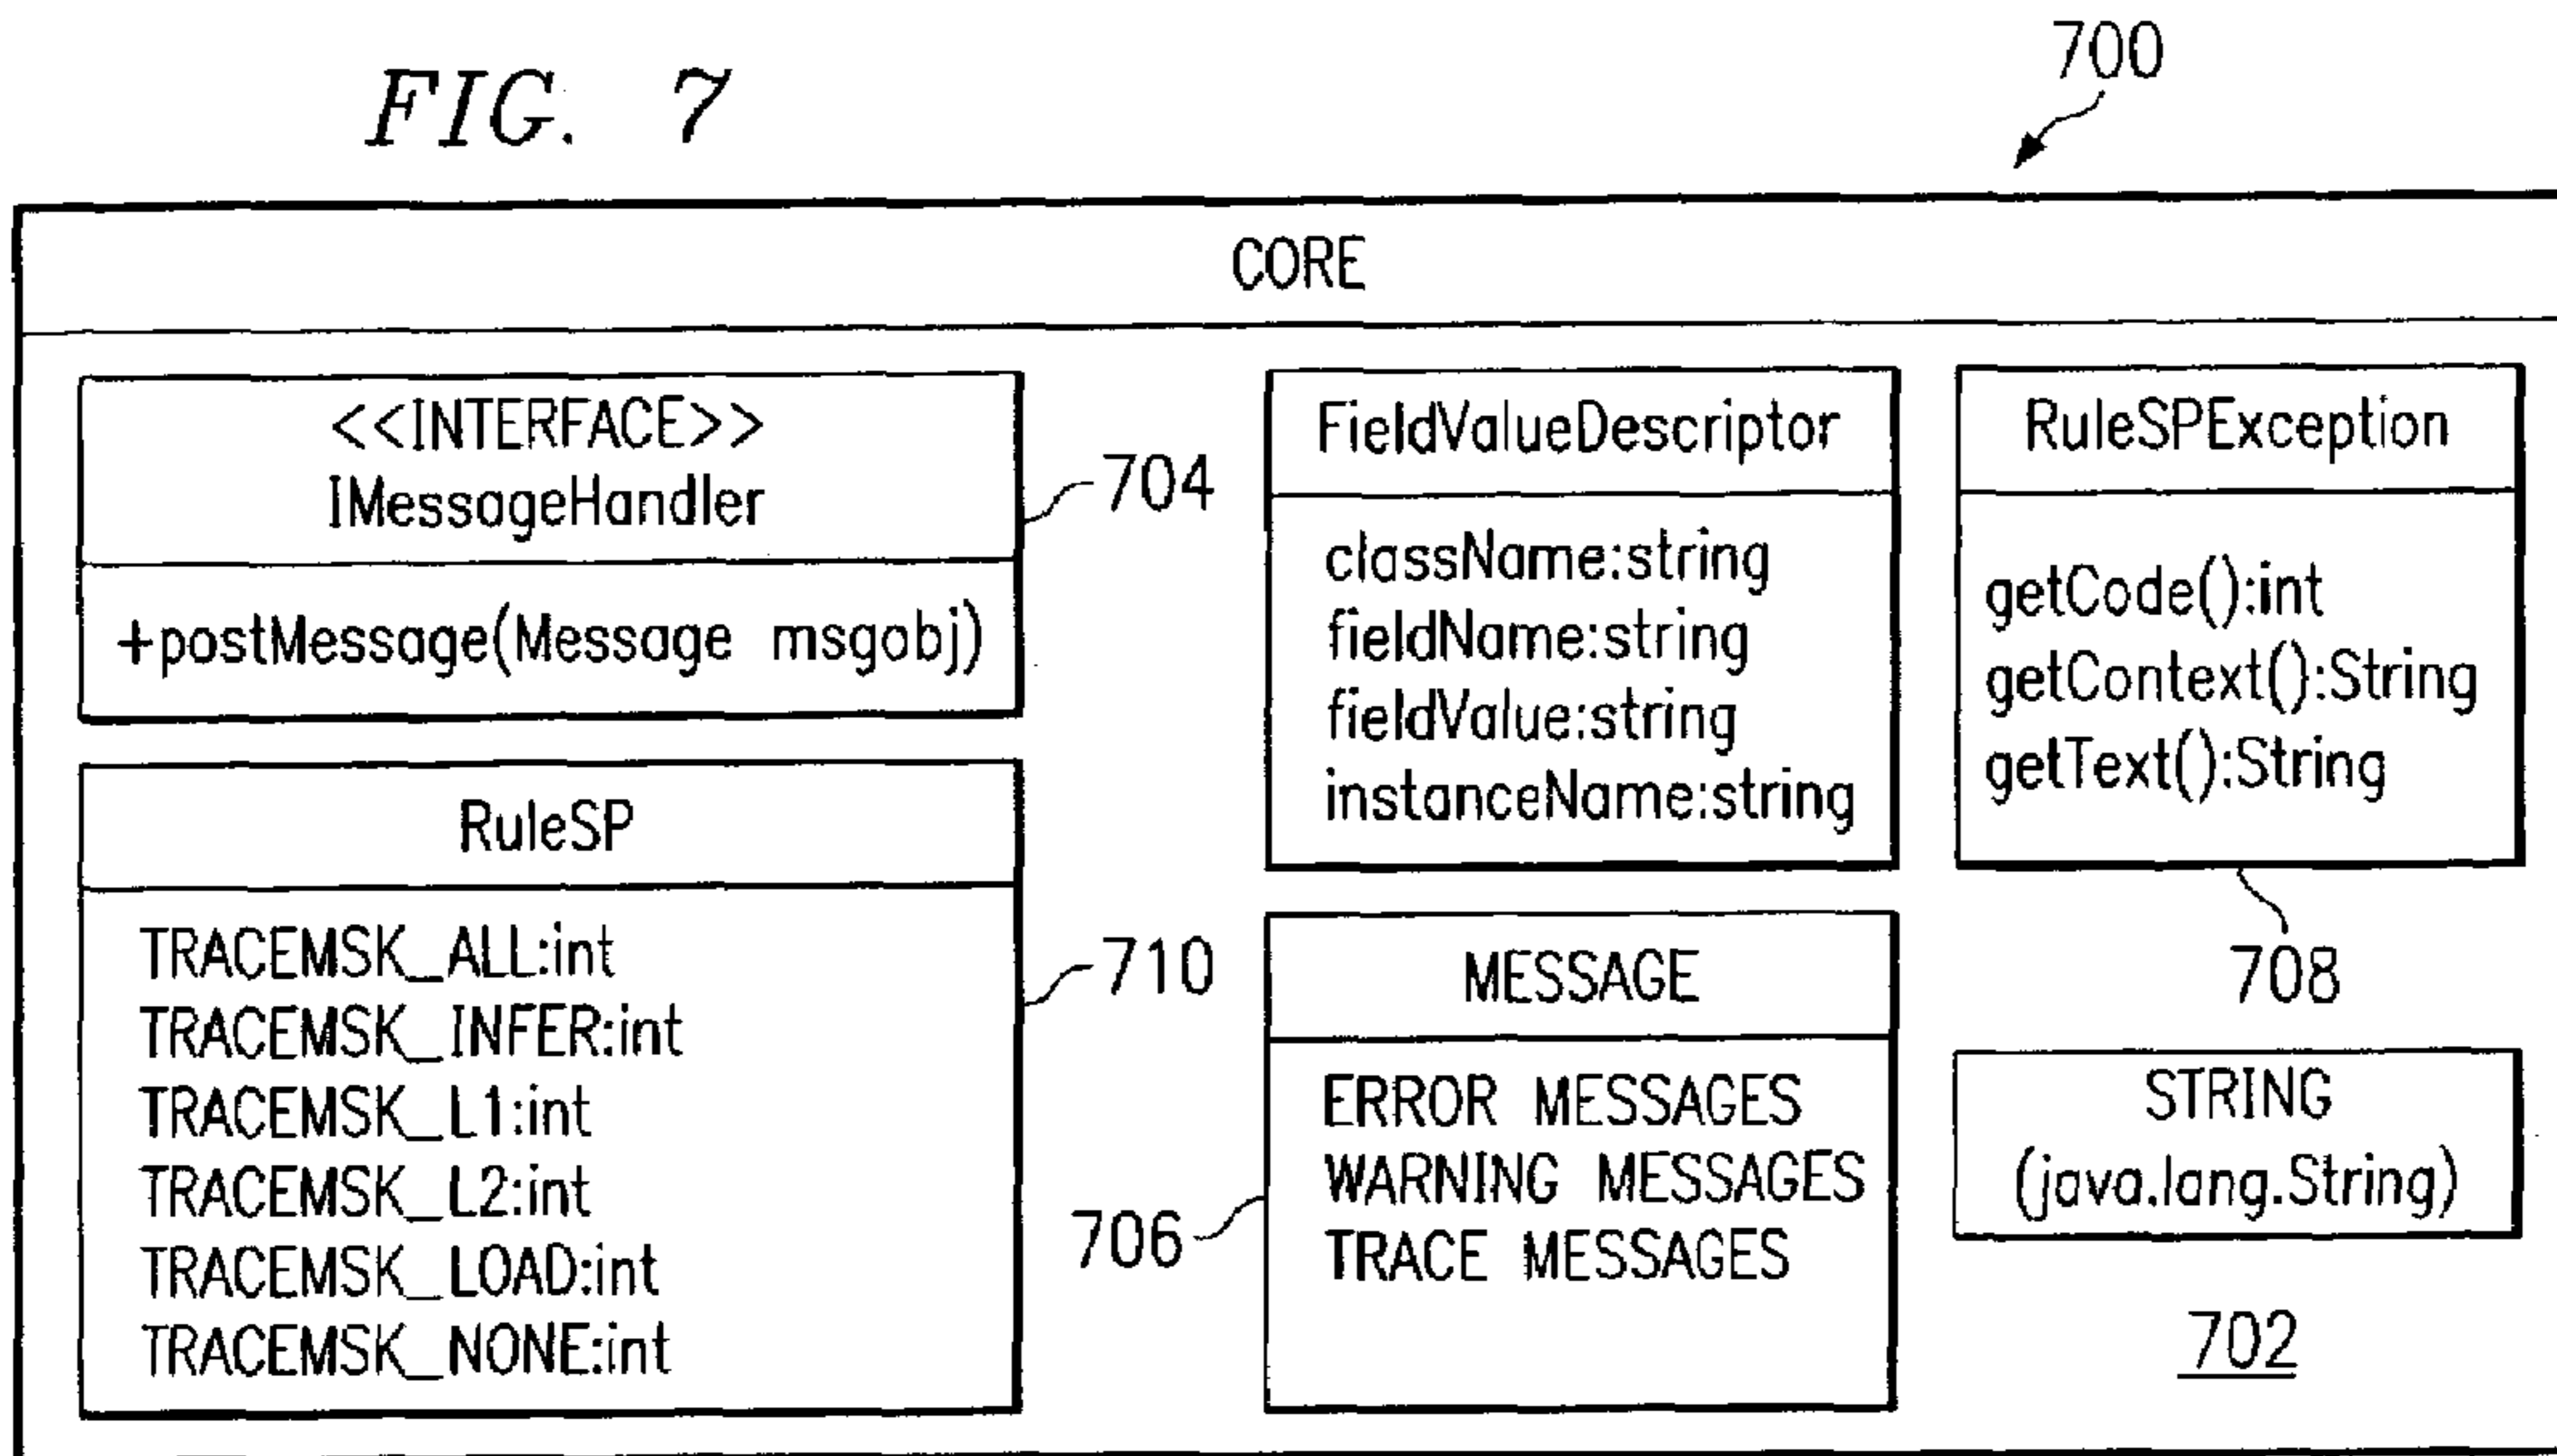 FIG. 7
700
CORE
<<INTERFACE>>
IMessageHandler
+postMessage(Message msgobj)
704
RuleSP
TRACEMSK_ALL:int
TRACEMSK_INFER:int
TRACEMSK_L1:int
TRACEMSK_L2:int
TRACEMSK_LOAD:int
TRACEMSK_NONE:int
710
FieldValueDescriptor
className:string
fieldName:string
fieldValue:string
instanceName:string
RuleSPException
getCode():int
getContext():String
getText():String
708
MESSAGE
ERROR MESSAGES
WARNING MESSAGES
TRACE MESSAGES
706
STRING
(java.lang.String)
702